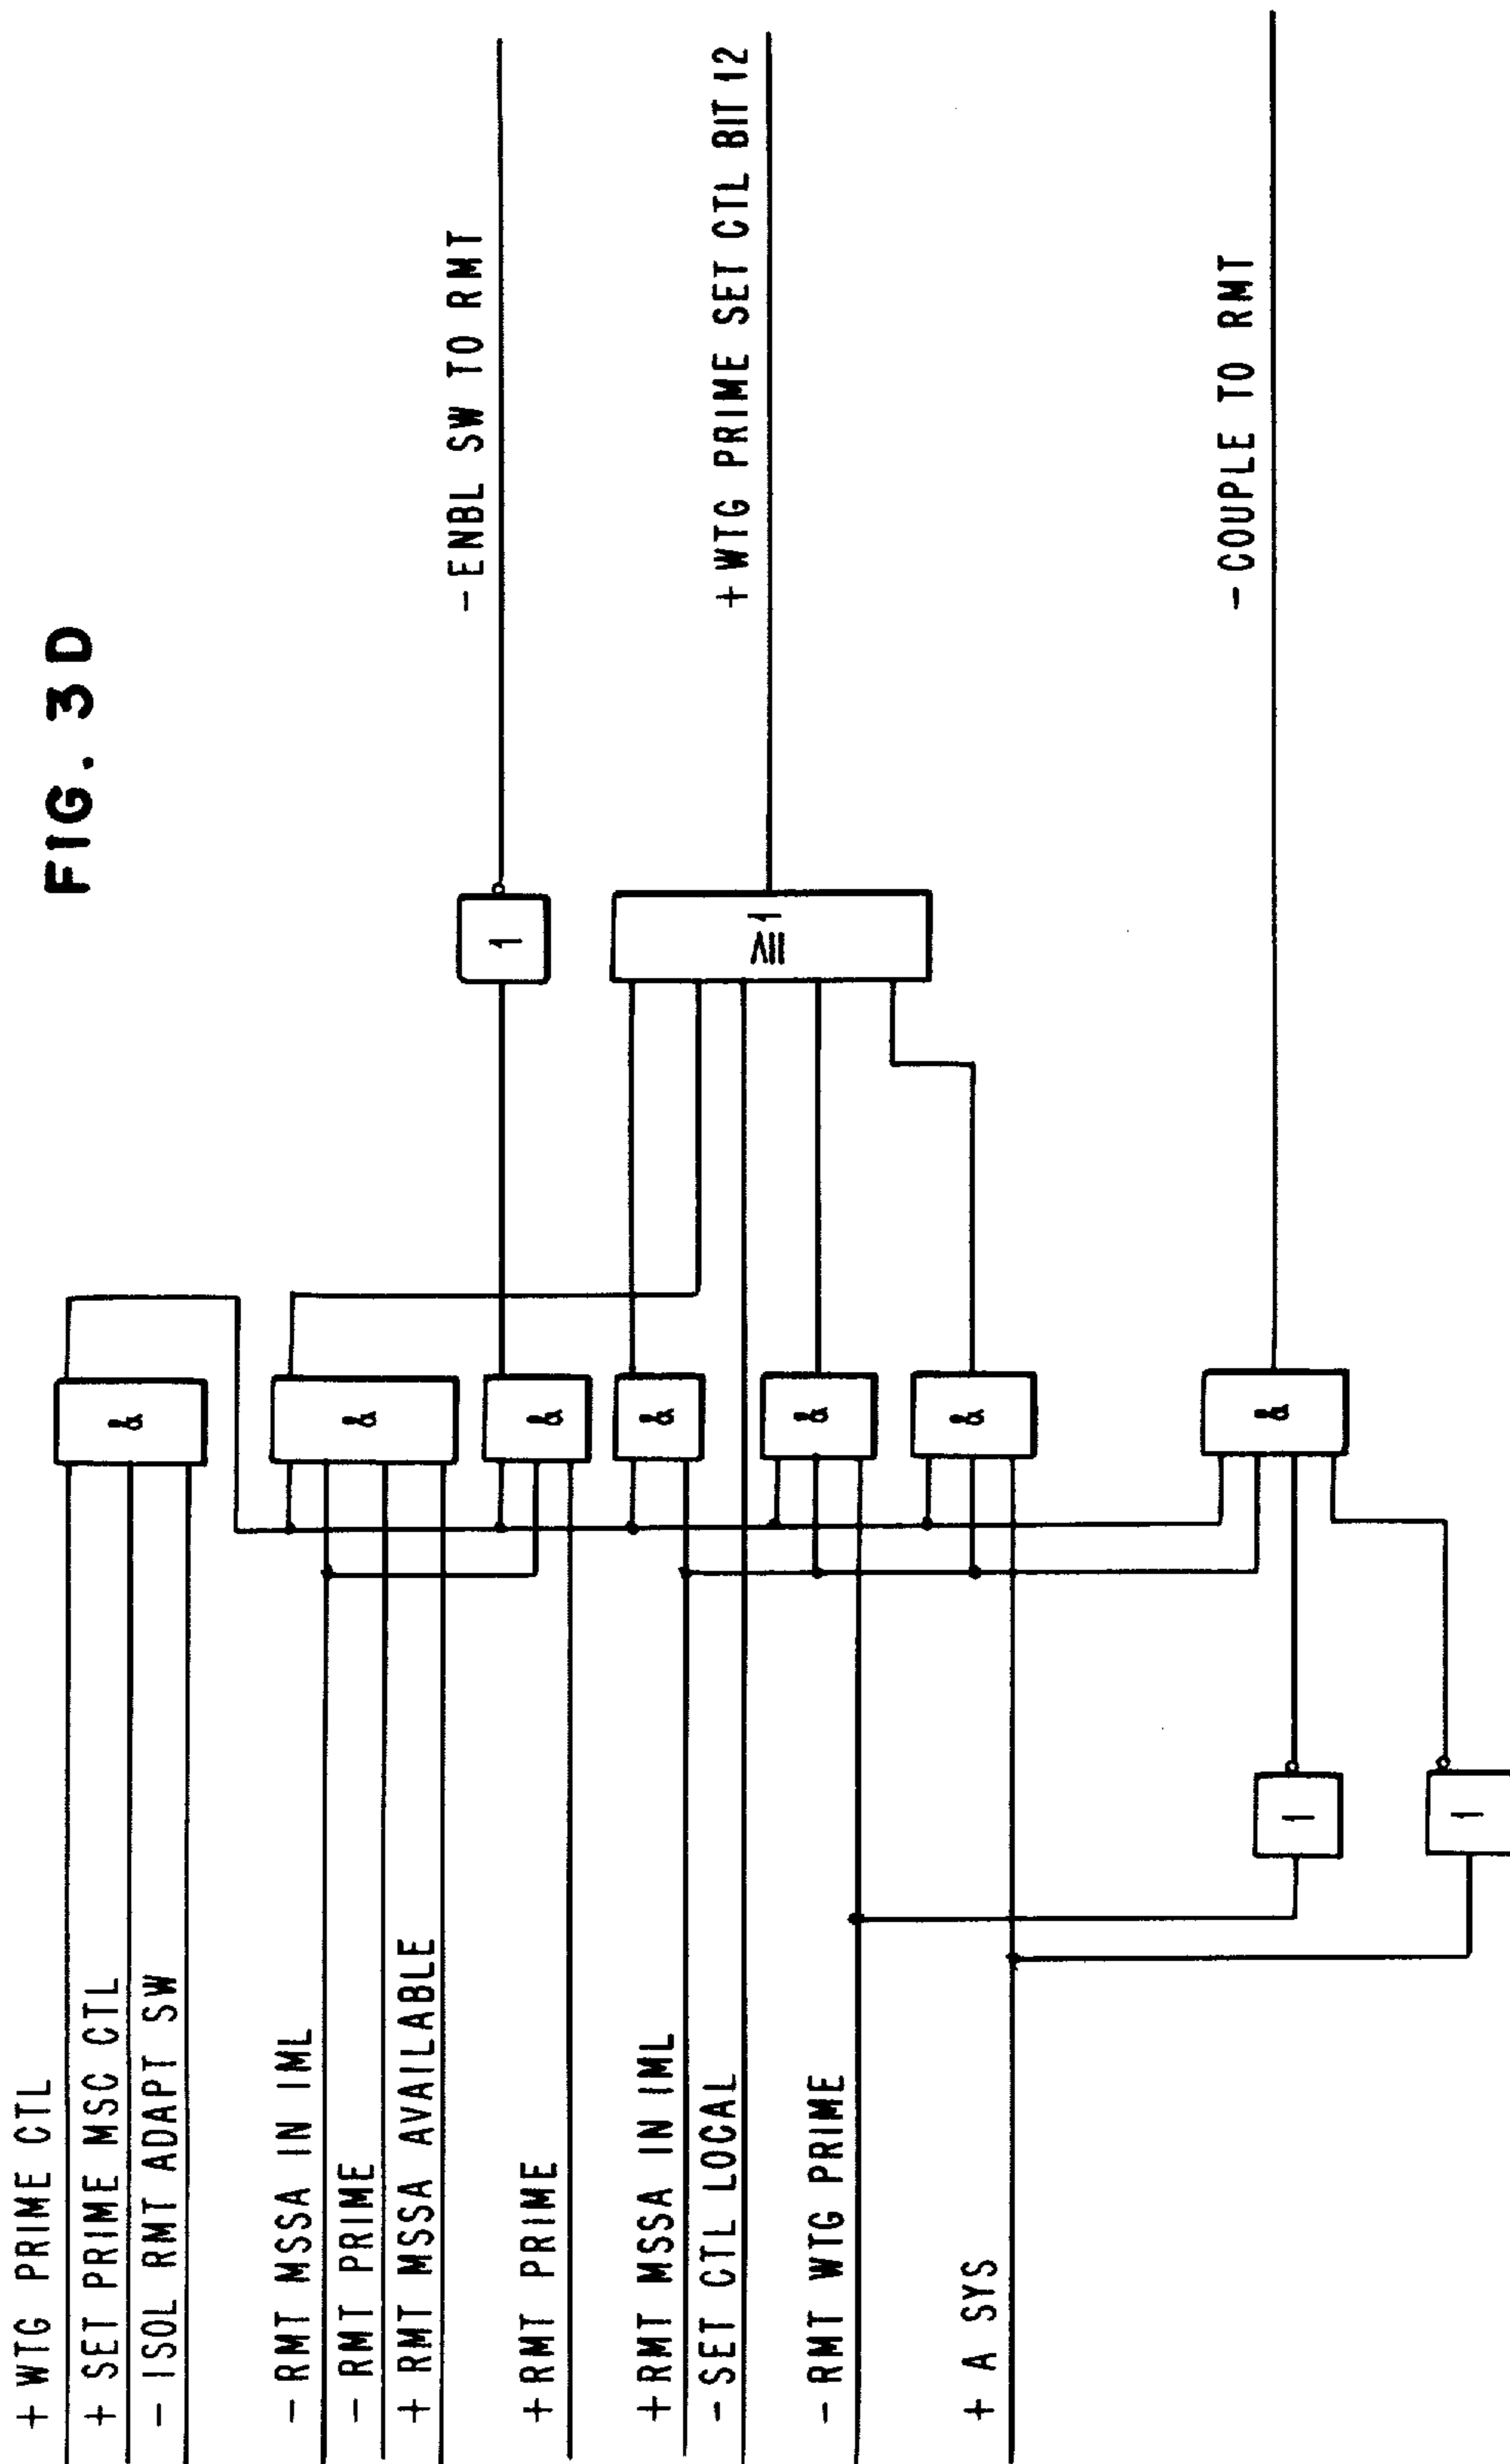 FIG. 3D
+ WTG PRIME CTL
+ SET PRIME MSC CTL
- ISOL RMT ADAPT SW
- RMT MSSA IN IML
- RMT PRIME
+ RMT MSSA AVAILABLE
+RMT PRIME
+RMT MSSA IN IML
- SET CTL LOCAL
- RMT WTG PRIME
+ A SYS
&
&
&
&
&
&
&
1
1
1
≥1
- ENBL SW TO RMT
+ WTG PRIME SET CTL BIT 12
- COUPLE TO RMT